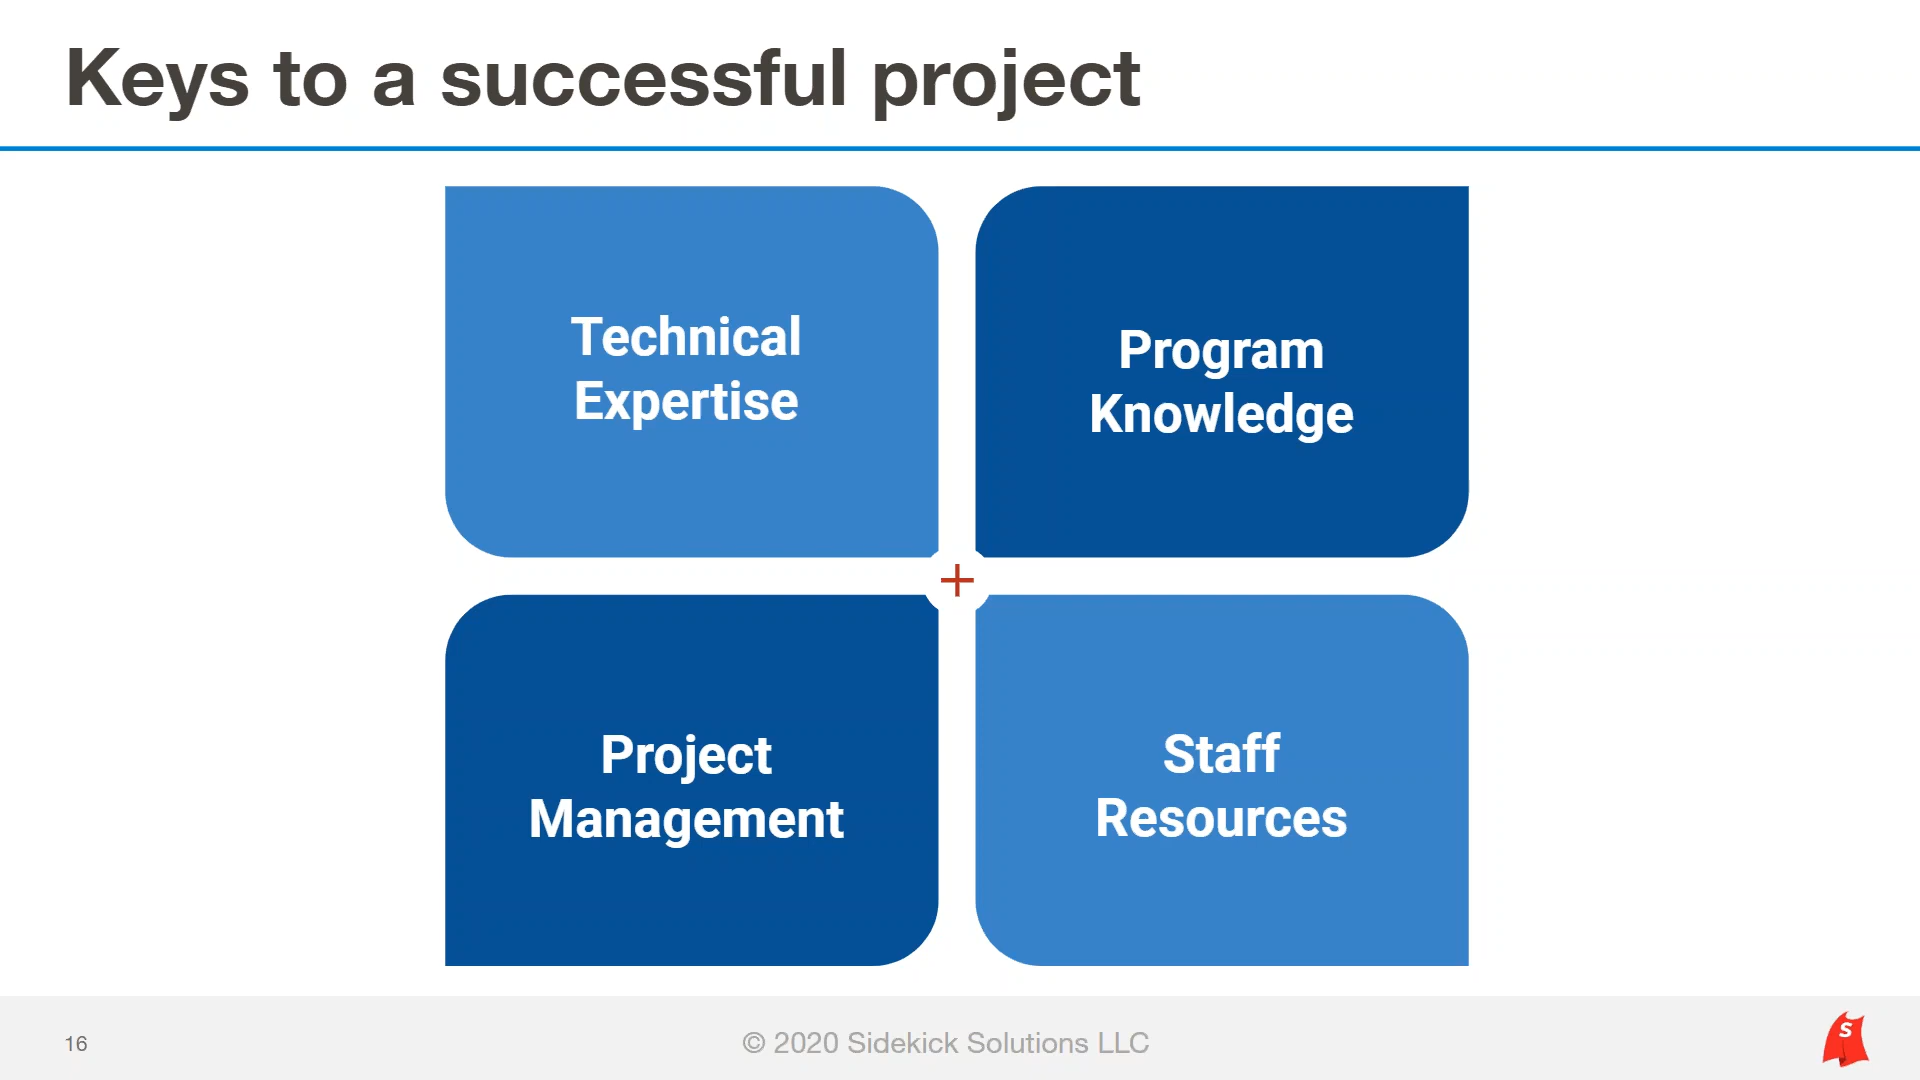 Keys to a successful project
Technical
Expertise
Program
Knowledge
Project
Management
Staff
Resources
16
© 2020 Sidekick Solutions LLC
S